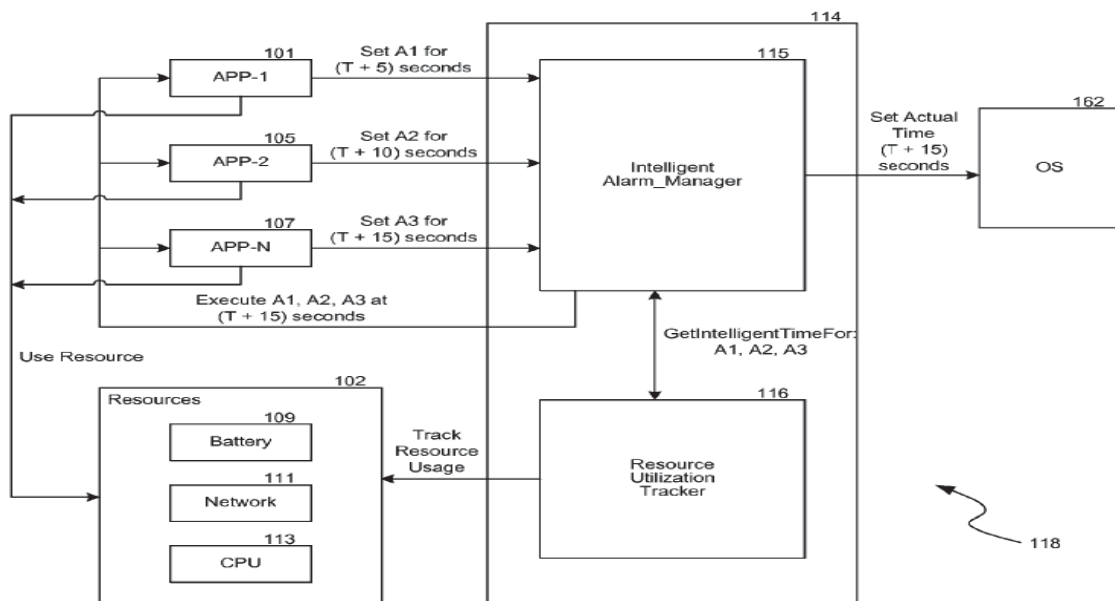 114
101
APP-1
Set A1 for
(T + 5) seconds
115
Intelligent
Alarm_Manager
105
APP-2
Set A2 for
(T + 10) seconds
Set Actual
Time
(T + 15)
seconds
162
OS
107
APP-N
Set A3 for
(T + 15) seconds
Execute A1, A2, A3 at
(T + 15) seconds
GetIntelligentTimeFor:
A1, A2, A3
Use Resource
102
Resources
109
Battery
111
Network
113
CPU
Track
Resource
Usage
116
Resource
Utilization
Tracker
118